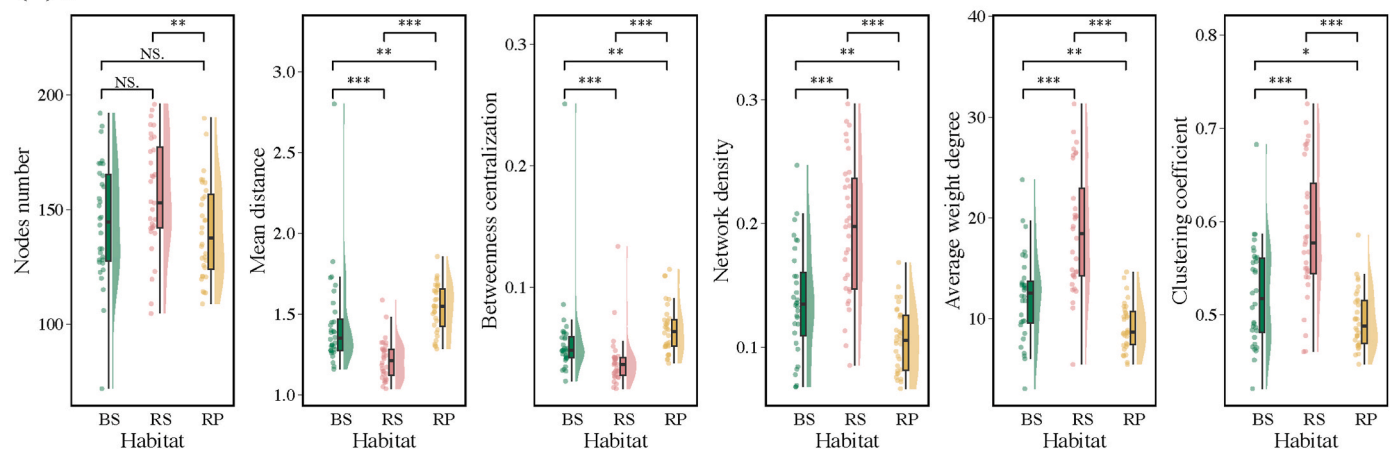 Nodes number
200
150
100
**
NS.
NS.
BS RS RP
Habitat
Mean distance
3.0
2.5
2.0
1.5
1.0
***
**
***
BS RS RP
Habitat
Betweenness centralization
0.3
0.2
0.1
***
**
***
BS RS RP
Habitat
Network density
0.3
0.2
0.1
***
**
***
BS RS RP
Habitat
Average weight degree
40
30
20
10
***
**
***
BS RS RP
Habitat
Clustering coefficient
0.8
0.7
0.6
0.5
***
*
***
BS RS RP
Habitat